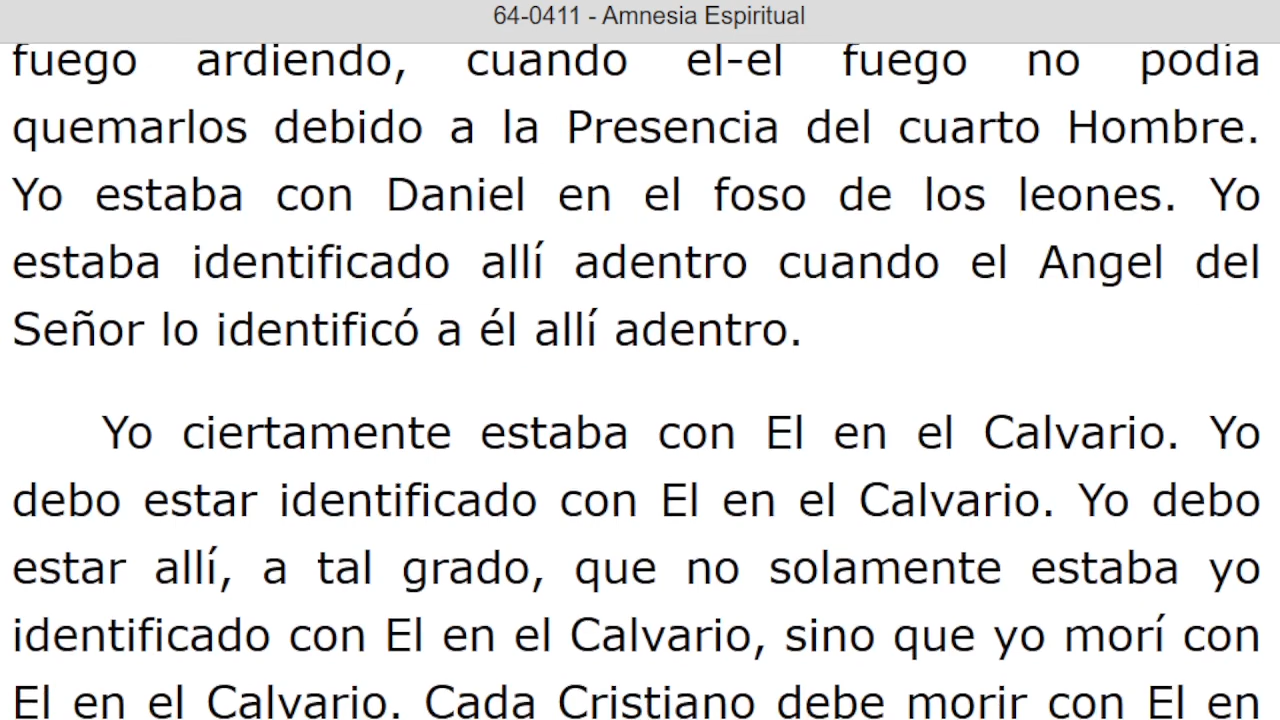 64-0411 - Amnesia Espiritual
fuego ardiendo, cuando el-el fuego no podía
quemarlos debido a la Presencia del cuarto Hombre.
Yo estaba con Daniel en el foso de los leones. Yo
estaba identificado allí adentro cuando el Angel del
Señor lo identificó a él allí adentro.
Yo ciertamente estaba con El en el Calvario. Yo
debo estar identificado con El en el Calvario. Yo debo
estar allí, a tal grado, que no solamente estaba yo
identificado con El en el Calvario, sino que yo morí con
El en el Calvario. Cada Cristiano debe morir con El en